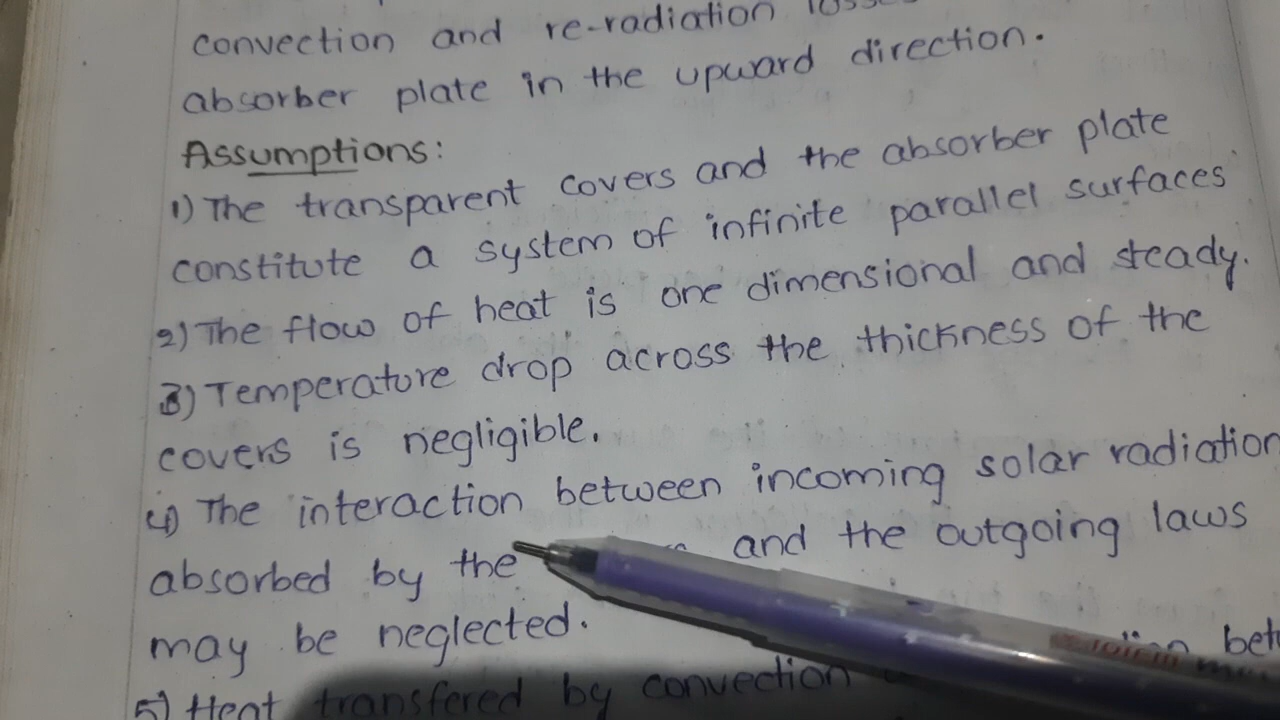 convection and re-radiation
absorber plate in the upward direction.
Assumptions:
1) The transparent covers and the absorber plate
constitute a system of infinite parallel surfaces
2) The flow of heat is one dimensional and steady.
3) Temperature drop across the thickness of the
covers is negligible.
4) The interaction between incoming solar radiation
absorbed by the and the outgoing laws
may be neglected.
5) Heat transfered by convection